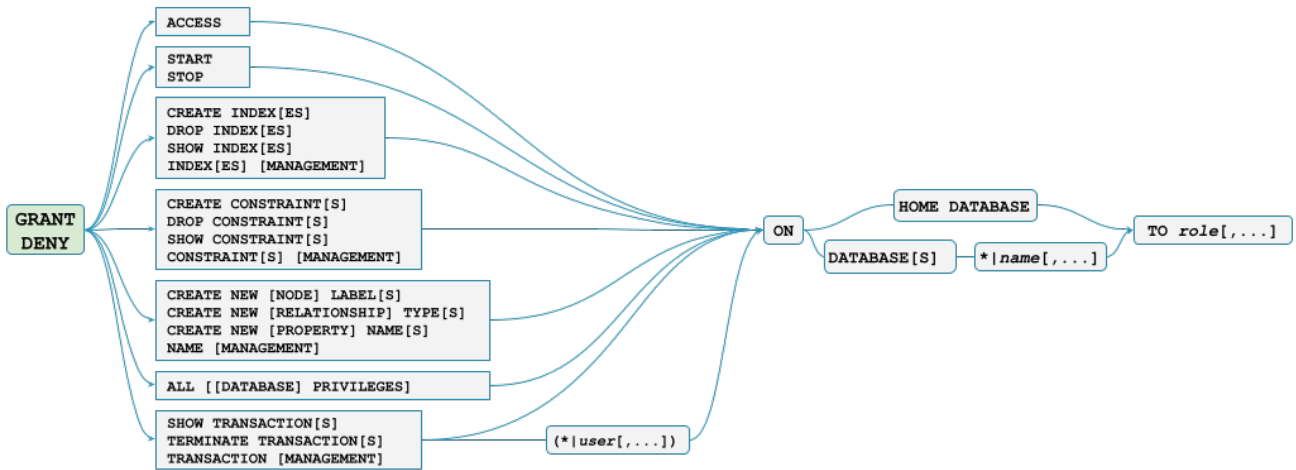 GRANT
DENY
ACCESS
START
STOP
CREATE INDEX[ES]
DROP INDEX[ES]
SHOW INDEX[ES]
INDEX[ES] [MANAGEMENT]
CREATE CONSTRAINT[S]
DROP CONSTRAINT[S]
SHOW CONSTRAINT[S]
CONSTRAINT[S] [MANAGEMENT]
CREATE NEW [NODE] LABEL[S]
CREATE NEW [RELATIONSHIP] TYPE[S]
CREATE NEW [PROPERTY] NAME[S]
NAME [MANAGEMENT]
ALL [[DATABASE] PRIVILEGES]
SHOW TRANSACTION[S]
TERMINATE TRANSACTION[S]
TRANSACTION [MANAGEMENT]
(*|user[,...])
ON
HOME DATABASE
DATABASE[S]
*|name[,...]
TO role[,...]